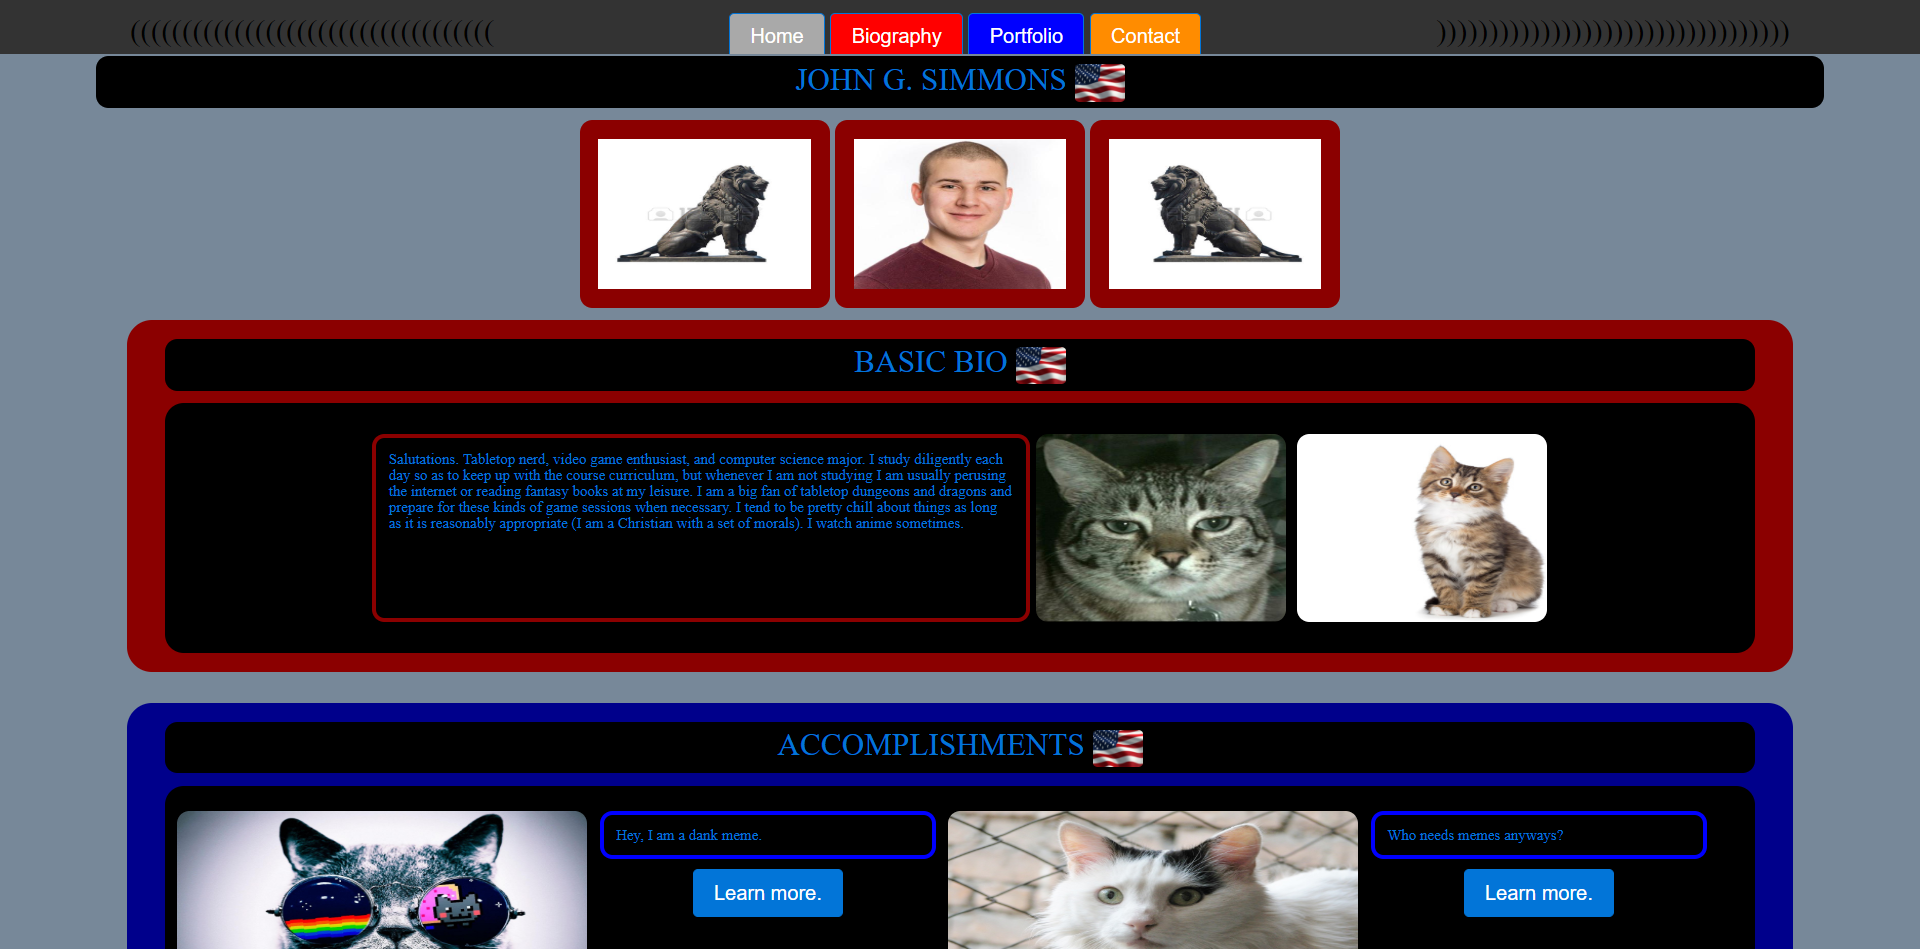 (((((((((((((((((((((((((((((((((((
Home Biography Portfolio Contact
))))))))))))))))))))))))))))))))))
JOHN G. SIMMONS
BASIC BIO
Salutations. Tabletop nerd, video game enthusiast, and computer science major. I study diligently each
day so as to keep up with the course curriculum, but whenever I am not studying I am usually perusing
the internet or reading fantasy books at my leisure. I am a big fan of tabletop dungeons and dragons and
prepare for these kinds of game sessions when necessary. I tend to be pretty chill about things as long
as it is reasonably appropriate (I am a Christian with a set of morals). I watch anime sometimes.
ACCOMPLISHMENTS
Hey, I am a dank meme.
Learn more.
Who needs memes anyways?
Learn more.